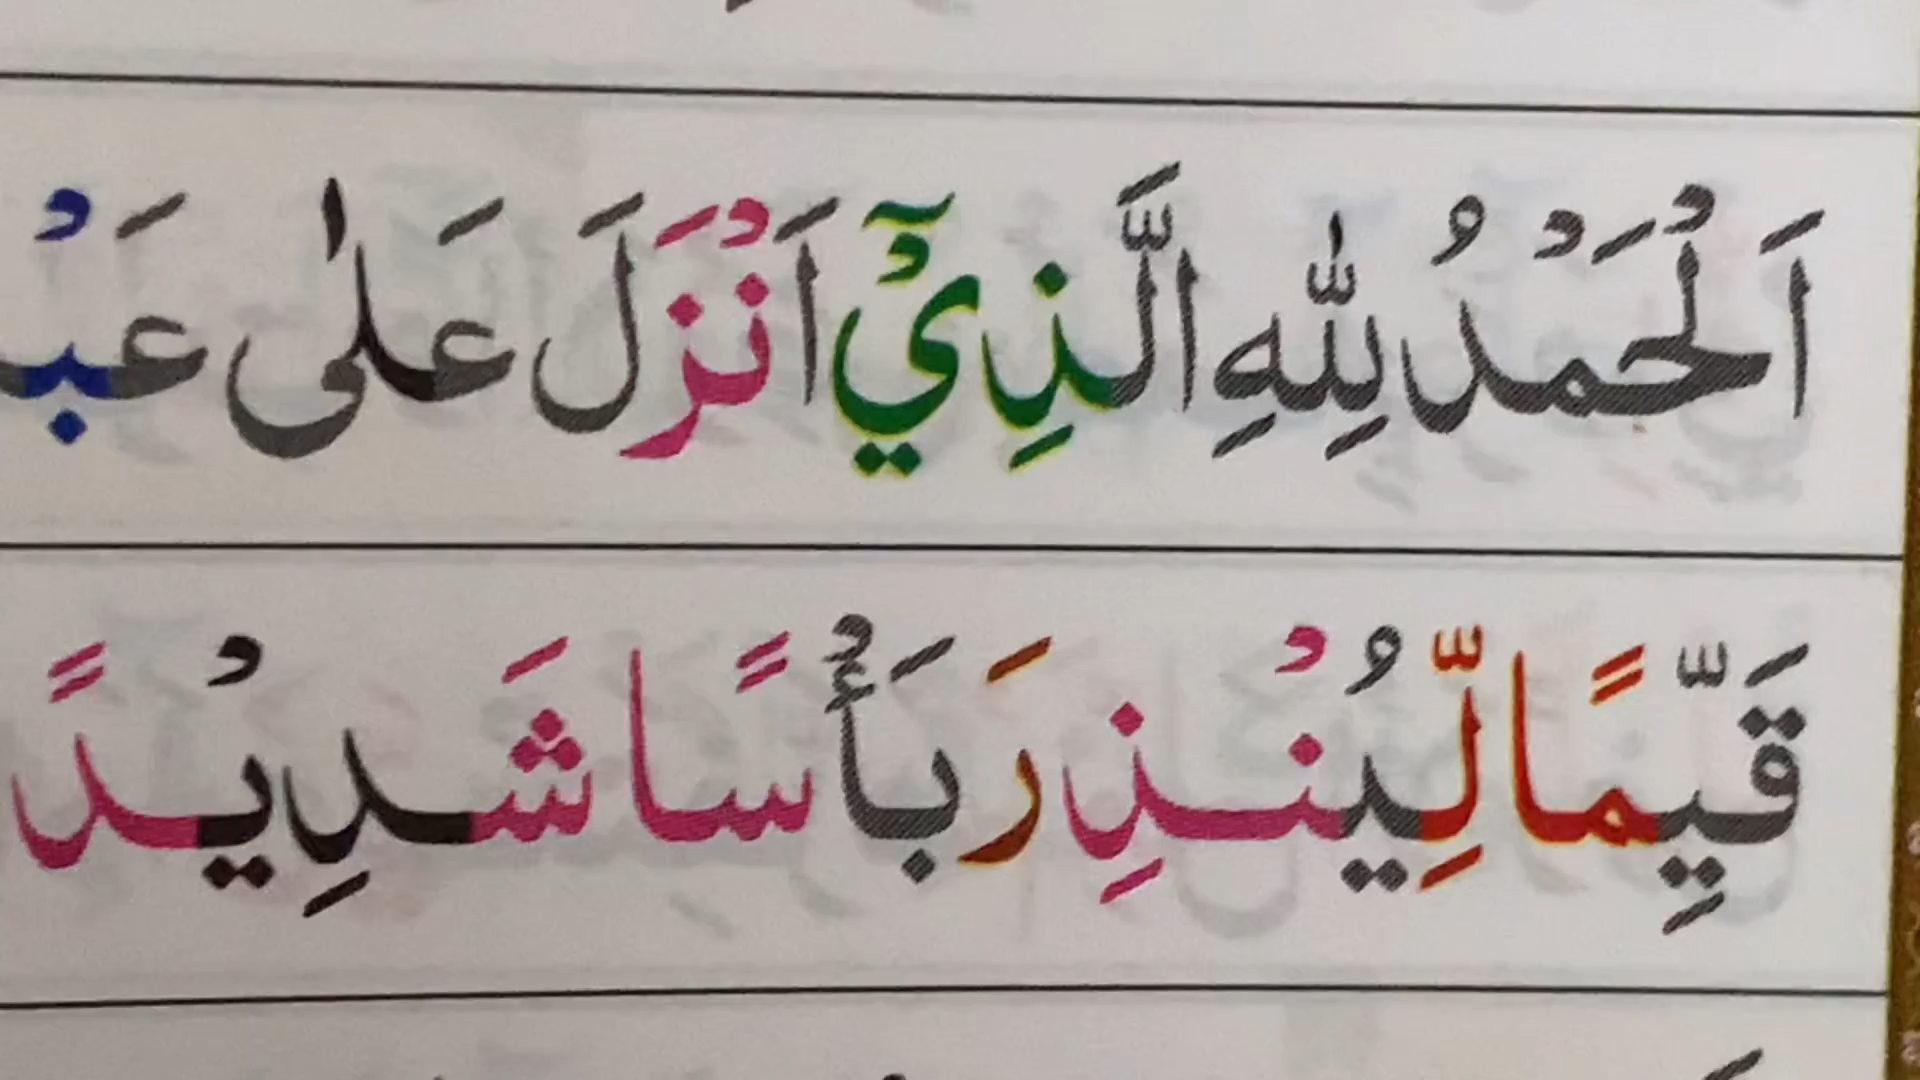 اَلْحَمْدُ لِلّٰهِ الَّذِيْٓ اَنْزَلَ عَلٰى عَبْ
قَيِّمًا لِّيُنْذِرَ بَأْسًا شَدِيْدً